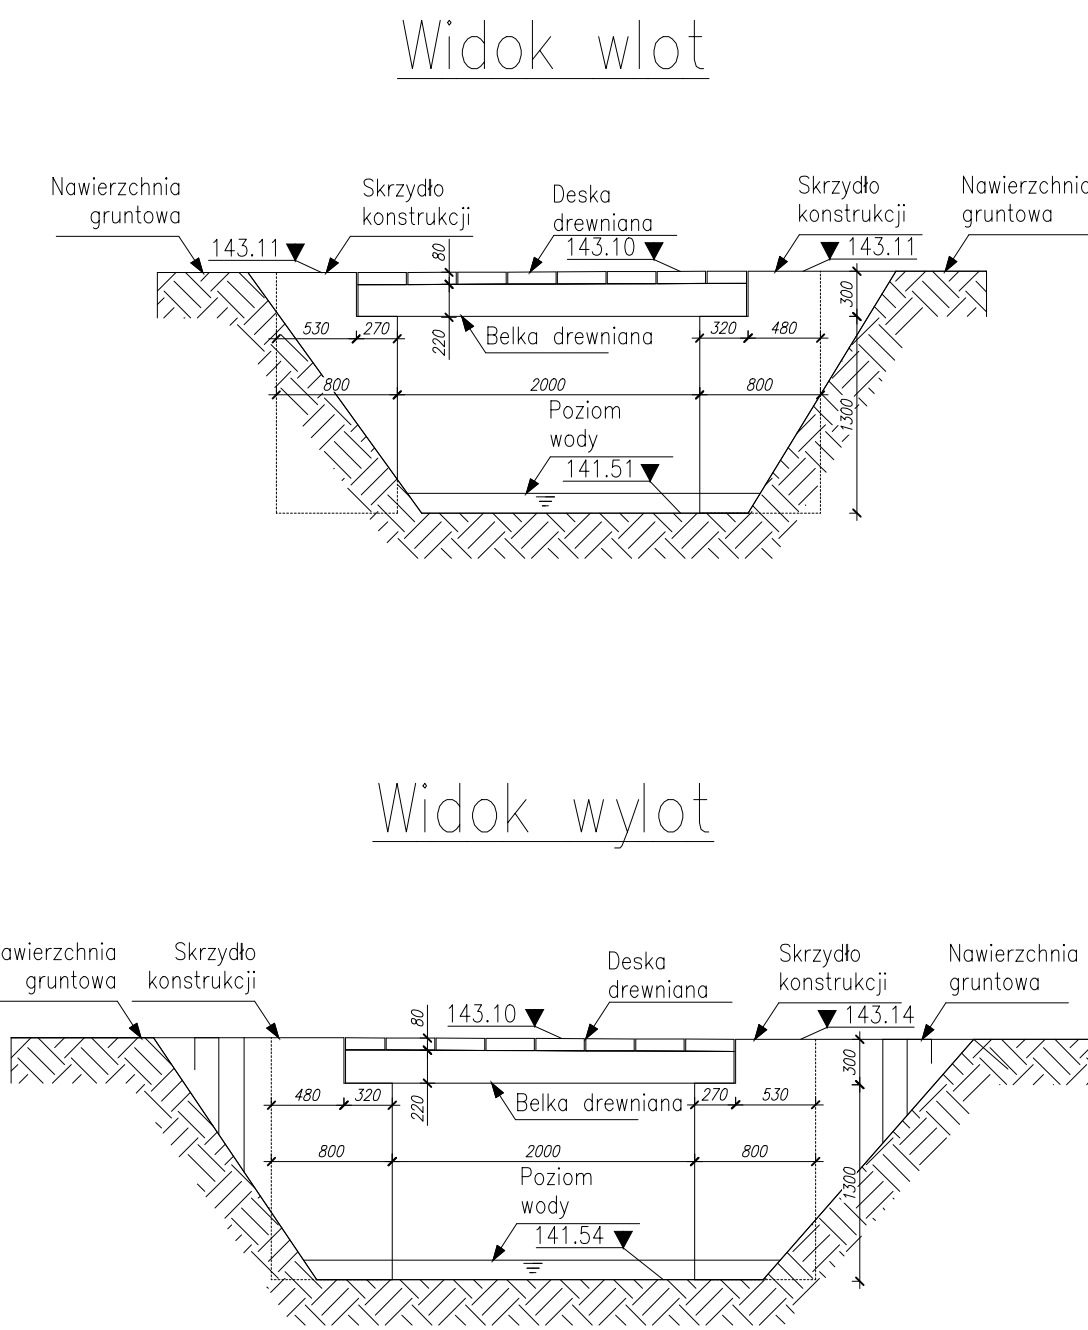 Widok wlot
Nawierzchnia
gruntowa
Skrzydło
konstrukcji
Deska
drewniana
Skrzydło
konstrukcji
Nawierzchnia
gruntowa
143.11
80
143.10
143.11
300
530
270
220
Belka drewniana
320
480
800
2000
800
1300
Poziom
wody
141.51
Widok wylot
awierzchnia
gruntowa
Skrzydło
konstrukcji
Deska
drewniana
Skrzydło
konstrukcji
Nawierzchnia
gruntowa
80
143.10
143.14
300
480
320
220
Belka drewniana
270
530
800
2000
800
1300
Poziom
wody
141.54